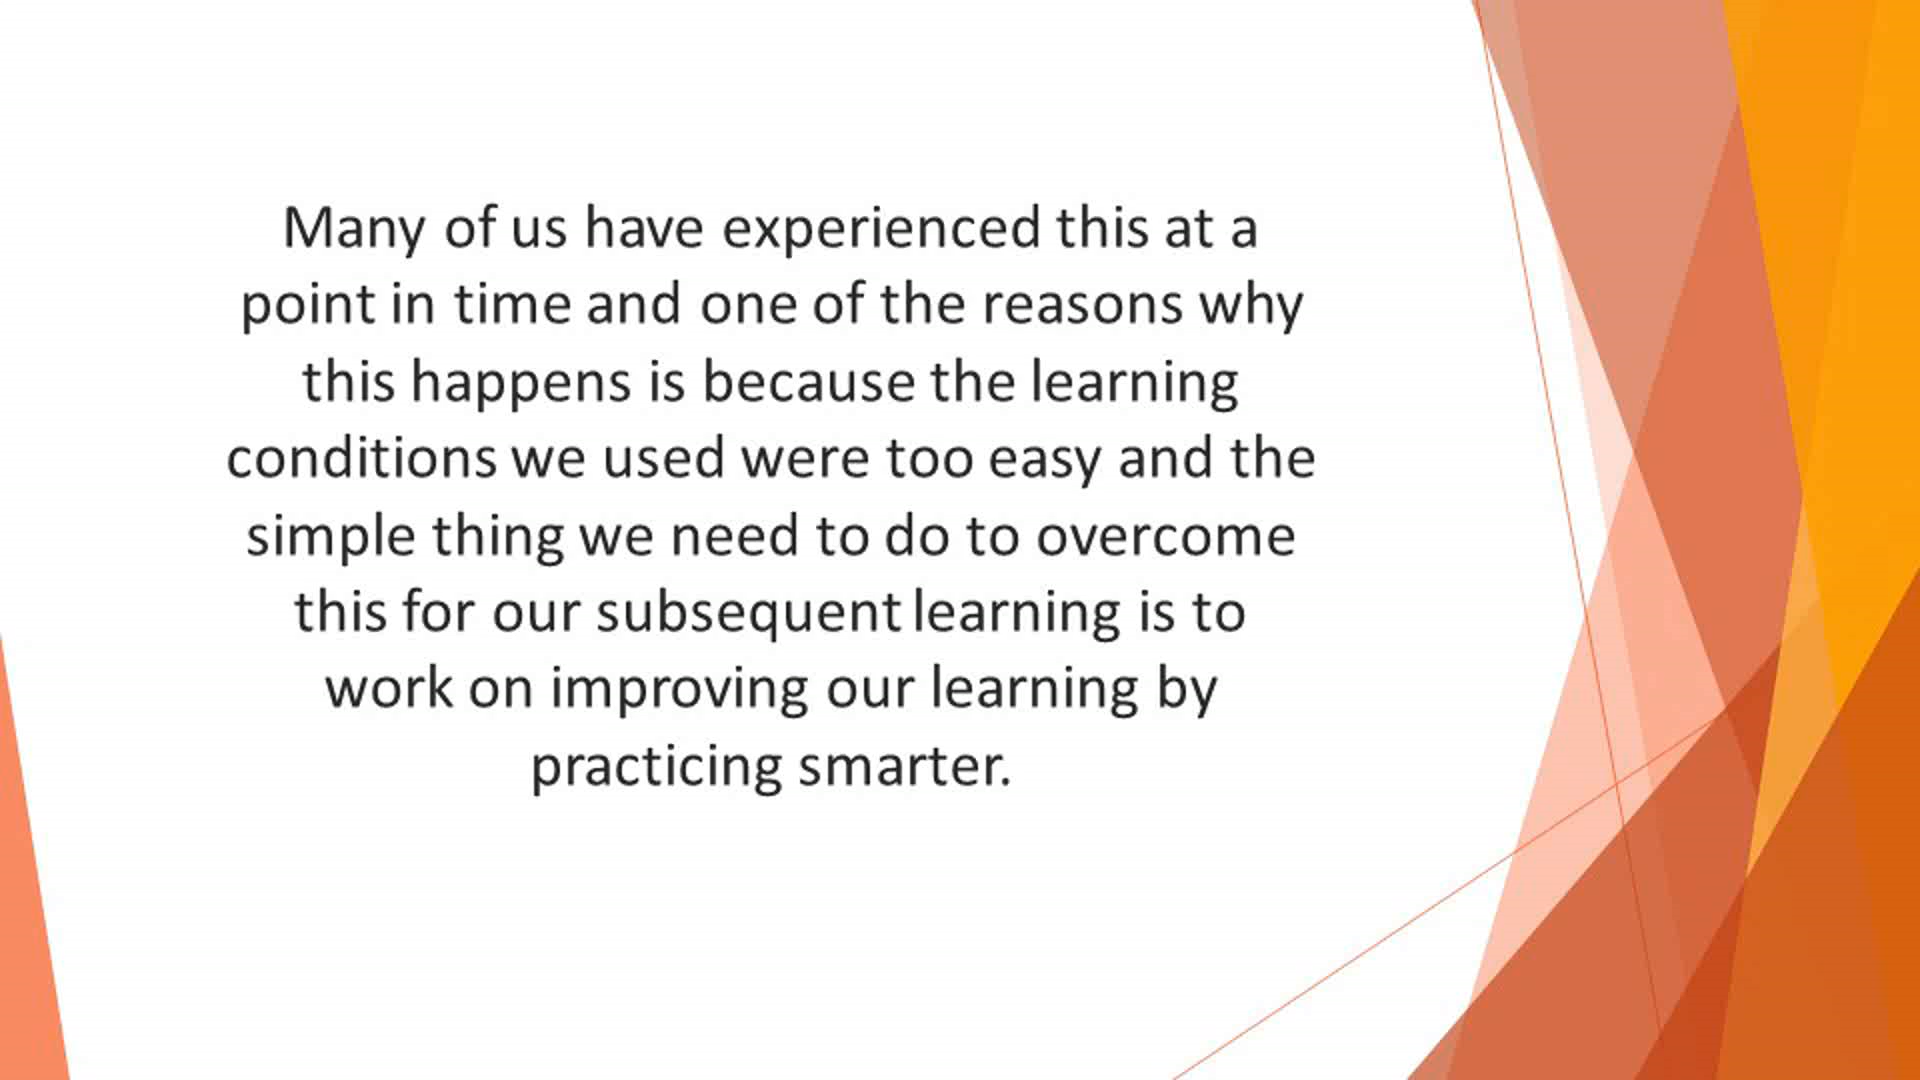 Many of us have experienced this at a
point in time and one of the reasons why
this happens is because the learning
conditions we used were too easy and the
simple thing we need to do to overcome
this for our subsequent learning is to
work on improving our learning by
practicing smarter.